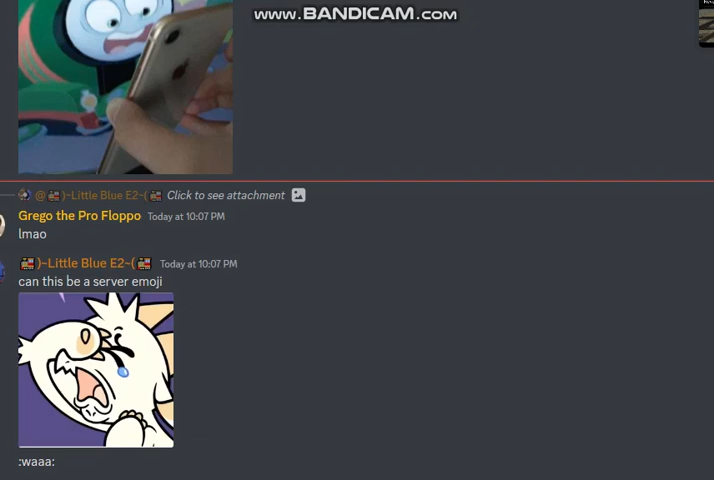 www.BANDICAM.com
@ )~Little Blue E2~( Click to see attachment
Grego the Pro Floppo Today at 10:07 PM
lmao
)~Little Blue E2~( Today at 10:07 PM
can this be a server emoji
:waaa: